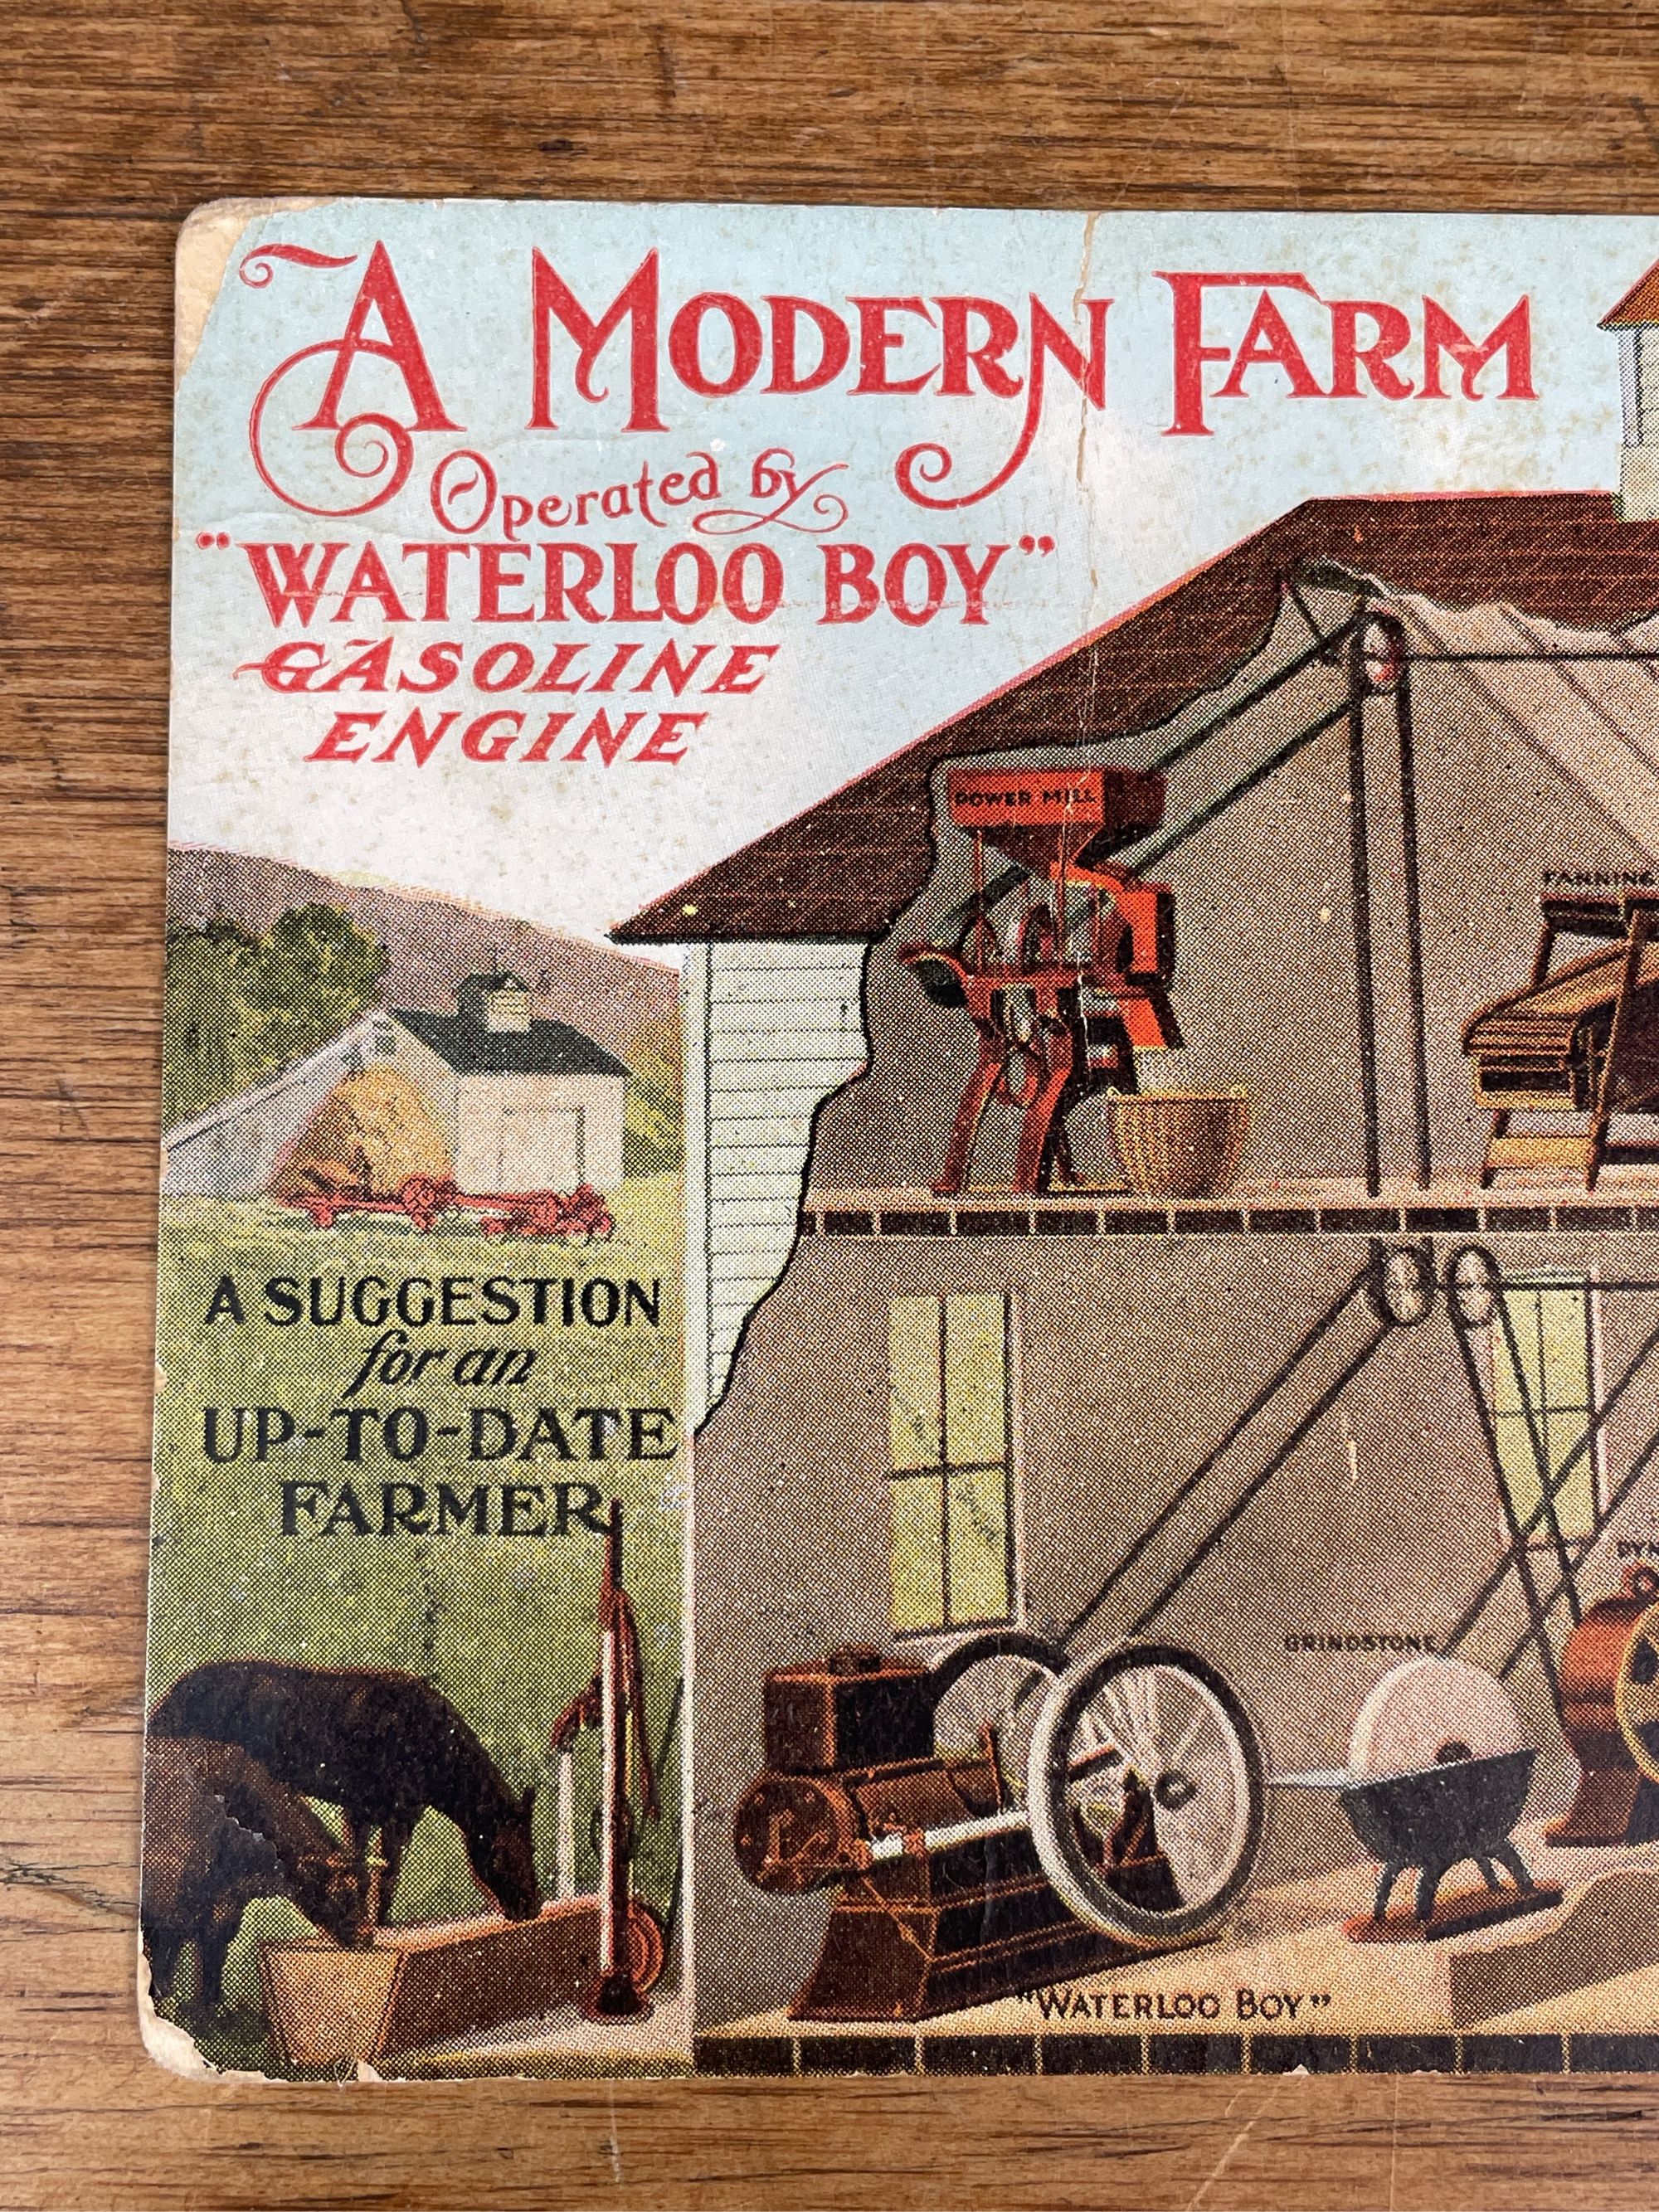 A MODERN FARM
Operated by
"WATERLOO BOY"
GASOLINE
ENGINE
POWER MILL
FANNING
A SUGGESTION
for an
UP-TO-DATE
FARMER
GRINDSTONE
"WATERLOO BOY"